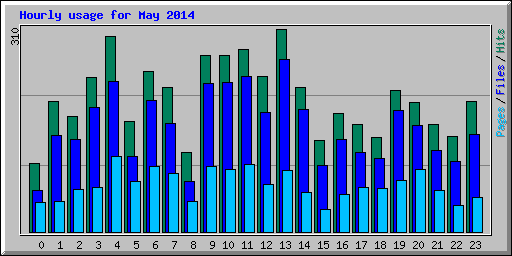 Hourly usage for May 2014
310
Pages / Files / Hits
0 1 2 3 4 5 6 7 8 9 10 11 12 13 14 15 16 17 18 19 20 21 22 23